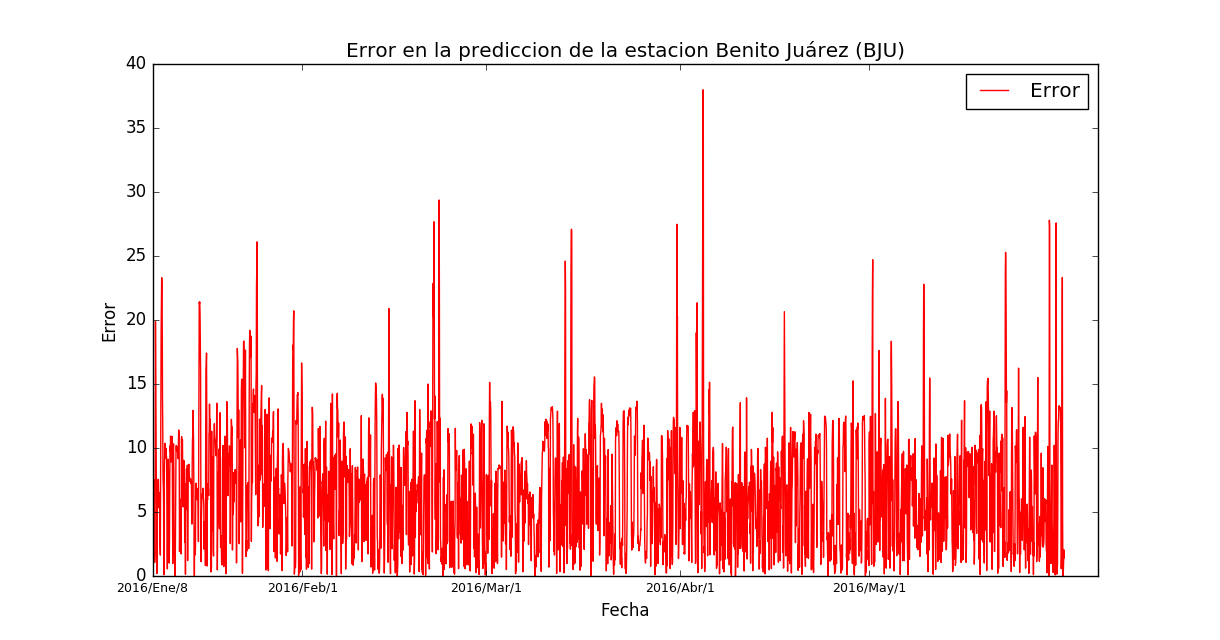 Error en la prediccion de la estacion Benito Juárez (BJU)
Error
40
35
30
25
20
15
10
5
0
Error
2016/Ene/8 2016/Feb/1 2016/Mar/1 2016/Abr/1 2016/May/1
Fecha